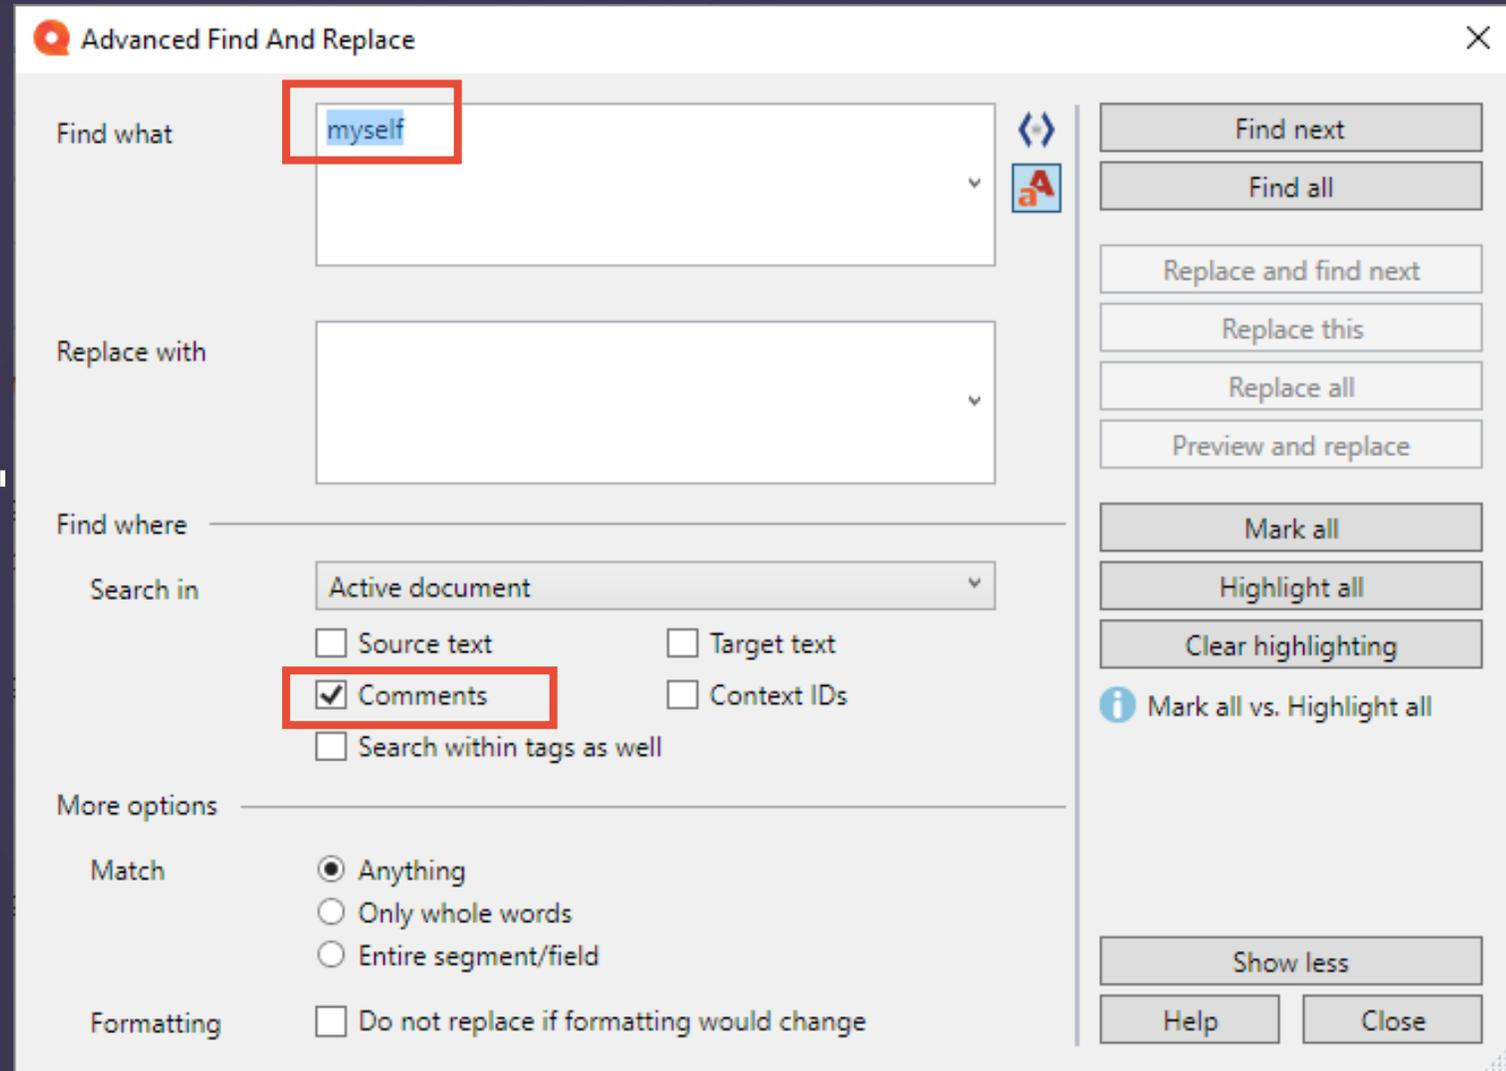 Advanced Find And Replace
Find what
myself
Find next
Find all
Replace and find next
Replace with
Replace this
Replace all
Preview and replace
Find where
Mark all
Search in
Active document
Highlight all
Source text
Target text
Clear highlighting
Comments
Context IDs
Mark all vs. Highlight all
Search within tags as well
More options
Match
Anything
Only whole words
Entire segment/field
Show less
Formatting
Do not replace if formatting would change
Help
Close